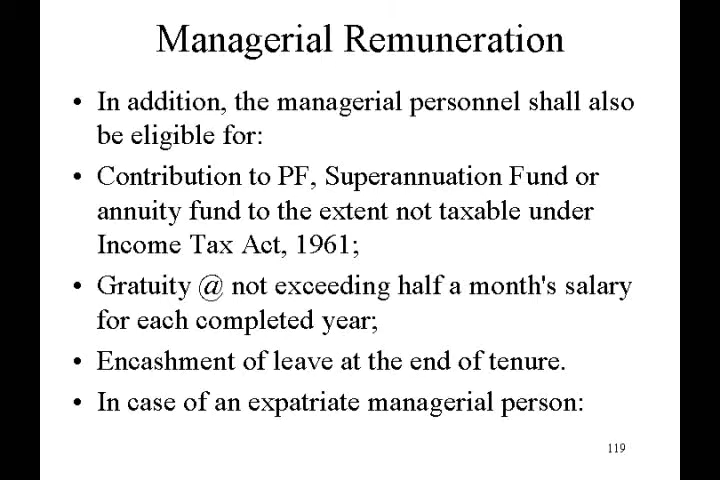 Managerial Remuneration
• In addition, the managerial personnel shall also
be eligible for:
• Contribution to PF, Superannuation Fund or
annuity fund to the extent not taxable under
Income Tax Act, 1961;
• Gratuity @ not exceeding half a month's salary
for each completed year;
• Encashment of leave at the end of tenure.
• In case of an expatriate managerial person:
119